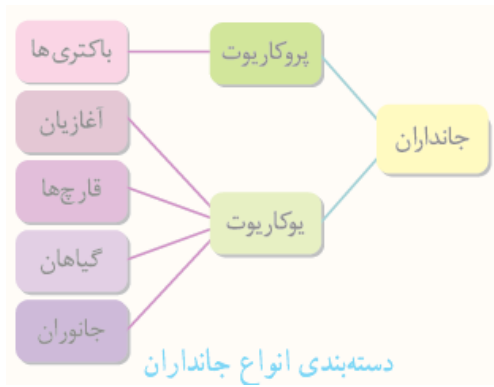 جانداران
پروکاریوت
باکتری‌ها
یوکاریوت
آغازیان
قارچ‌ها
گیاهان
جانوران
دسته‌بندی انواع جانداران